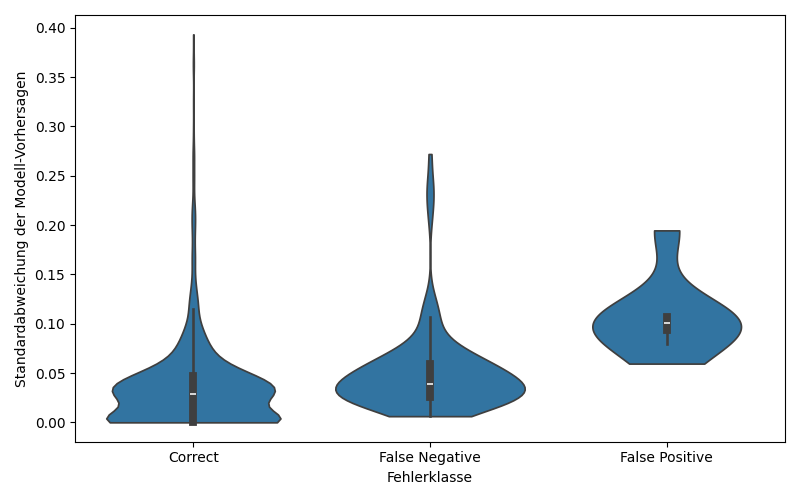 0.40
0.35
0.30
0.25
0.20
0.15
0.10
0.05
0.00
Standardabweichung der Modell-Vorhersagen
Correct
False Negative
False Positive
Fehlerklasse